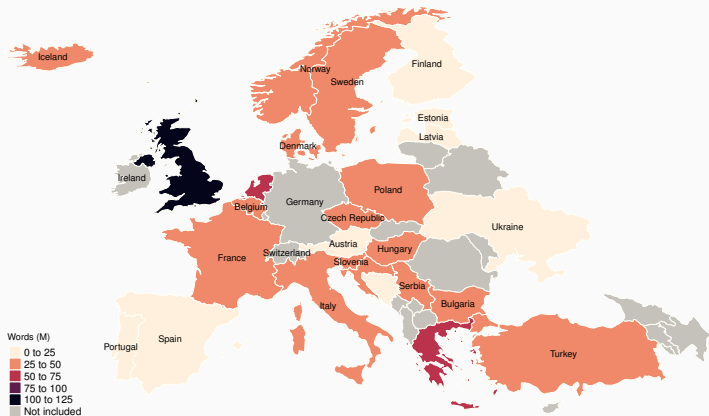 Iceland
Norway
Finland
Sweden
Estonia
Latvia
Denmark
Ireland
Poland
Germany
Belgium
Czech Republic
Ukraine
Austria
Hungary
France
Switzerland
Slovenia
Serbia
Italy
Bulgaria
Spain
Portugal
Turkey
Words (M)
0 to 25
25 to 50
50 to 75
75 to 100
100 to 125
Not included